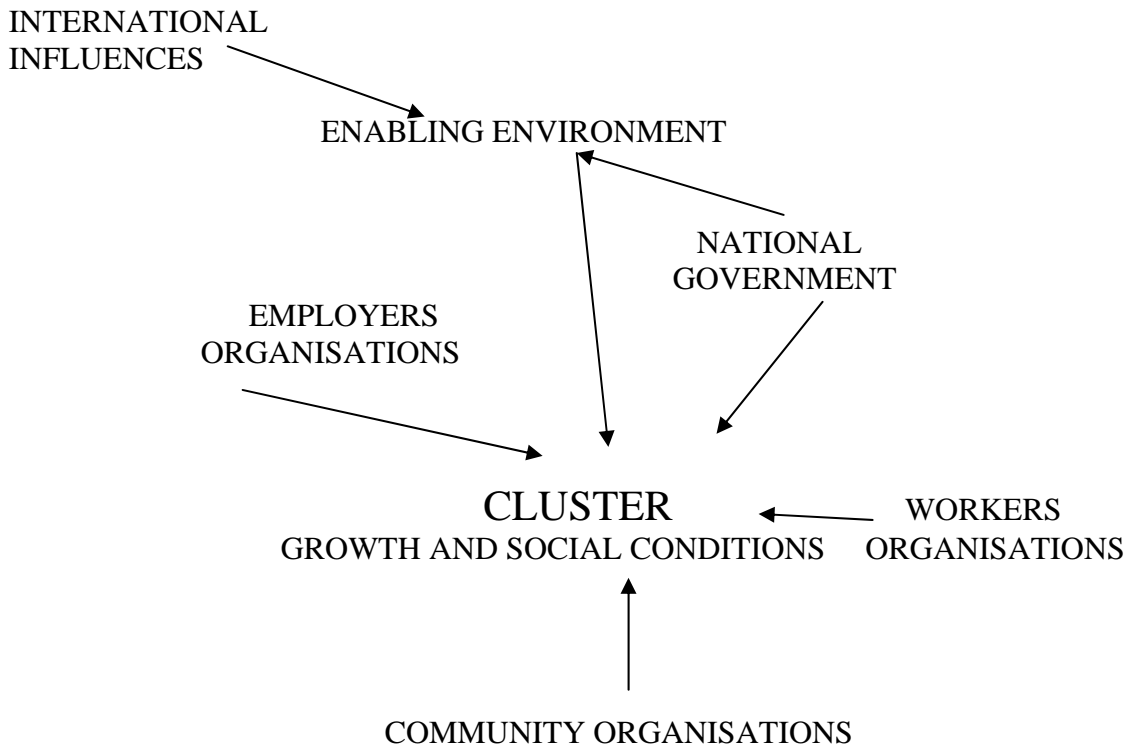 INTERNATIONAL
INFLUENCES
ENABLING ENVIRONMENT
NATIONAL
GOVERNMENT
EMPLOYERS
ORGANISATIONS
CLUSTER
GROWTH AND SOCIAL CONDITIONS
WORKERS
ORGANISATIONS
COMMUNITY ORGANISATIONS